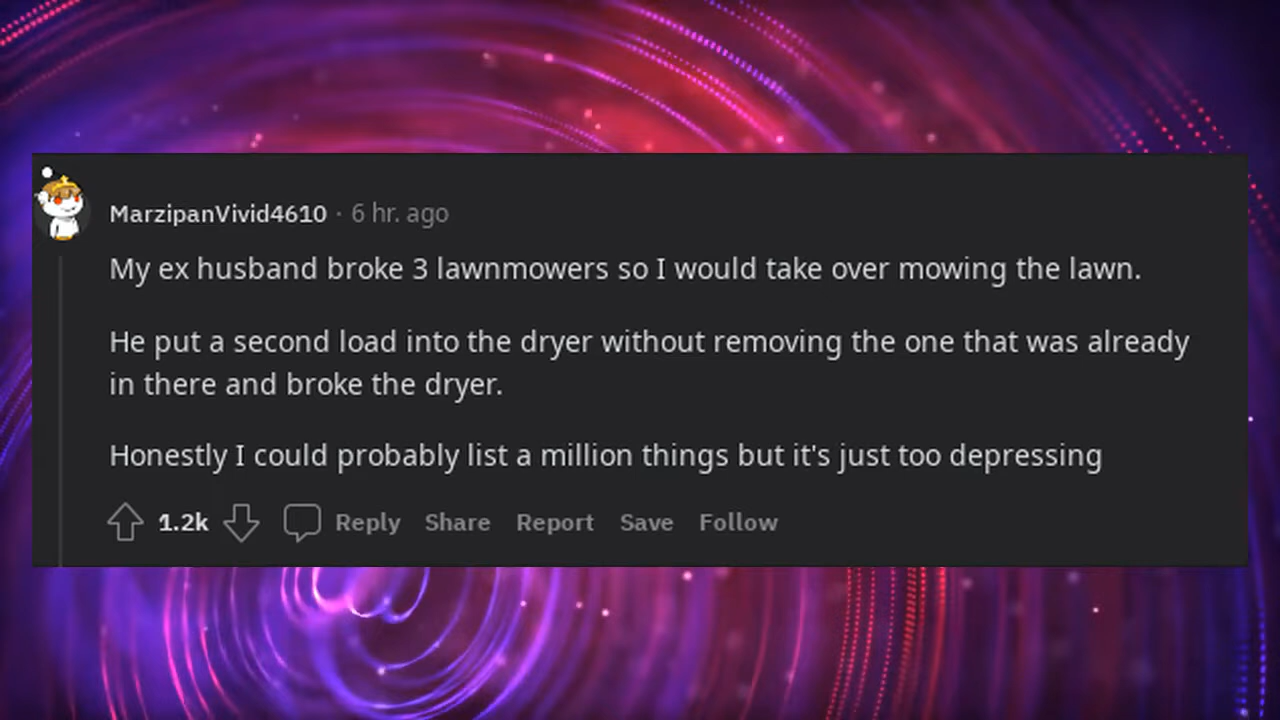 MarzipanVivid4610 · 6 hr. ago
My ex husband broke 3 lawnmowers so I would take over mowing the lawn.
He put a second load into the dryer without removing the one that was already
in there and broke the dryer.
Honestly I could probably list a million things but it's just too depressing
1.2k Reply Share Report Save Follow